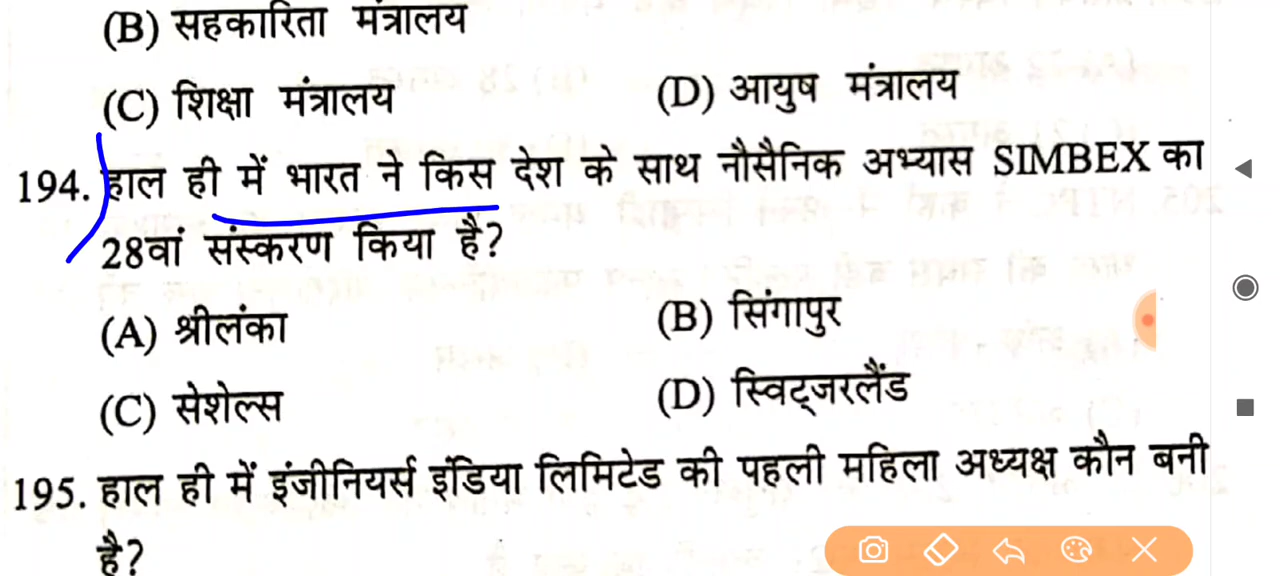 (B) सहकारिता मंत्रालय
(C) शिक्षा मंत्रालय (D) आयुष मंत्रालय
194. हाल ही में भारत ने किस देश के साथ नौसैनिक अभ्यास SIMBEX का
28वां संस्करण किया है?
(A) श्रीलंका (B) सिंगापुर
(C) सेशेल्स (D) स्विट्जरलैंड
195. हाल ही में इंजीनियर्स इंडिया लिमिटेड की पहली महिला अध्यक्ष कौन बनी
है?